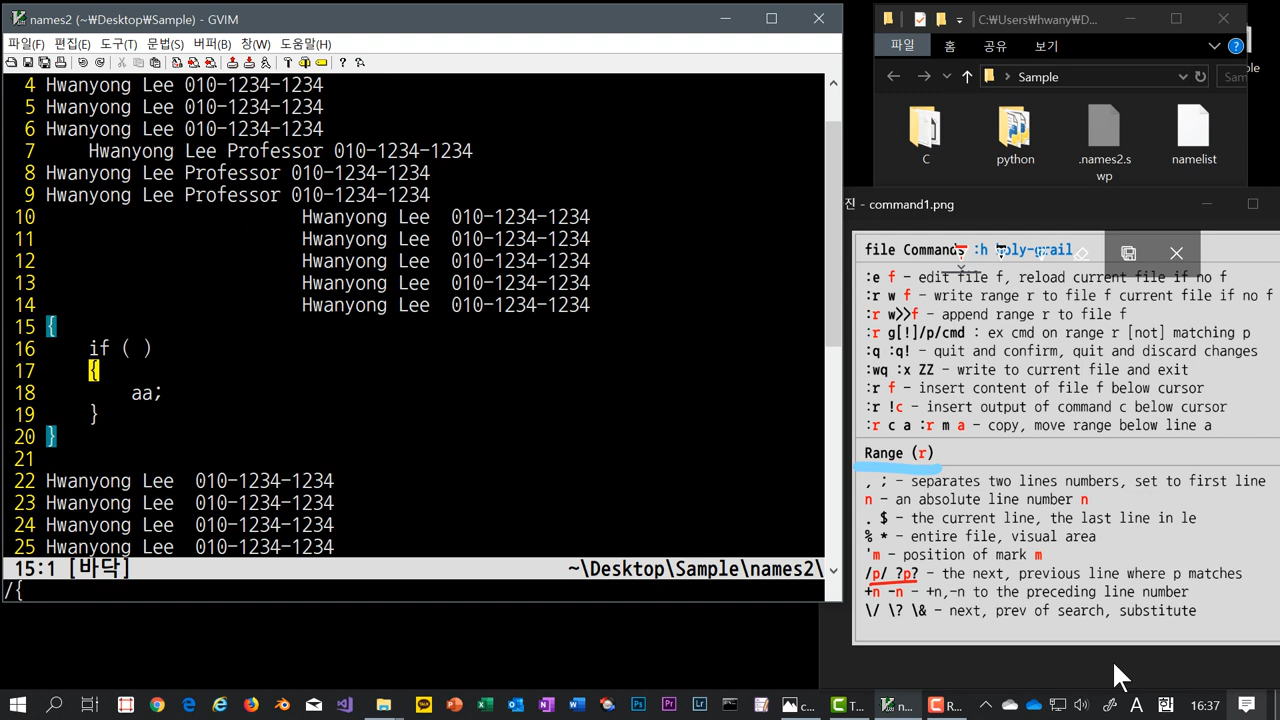 names2 (~₩Desktop₩Sample) - GVIM
파일(F) 편집(E) 도구(T) 문법(S) 버퍼(B) 창(W) 도움말(H)
4 Hwanyong Lee 010-1234-1234
5 Hwanyong Lee 010-1234-1234
6 Hwanyong Lee 010-1234-1234
7 Hwanyong Lee Professor 010-1234-1234
8 Hwanyong Lee Professor 010-1234-1234
9 Hwanyong Lee Professor 010-1234-1234
10 Hwanyong Lee 010-1234-1234
11 Hwanyong Lee 010-1234-1234
12 Hwanyong Lee 010-1234-1234
13 Hwanyong Lee 010-1234-1234
14 Hwanyong Lee 010-1234-1234
15 {
16 if ( )
17 {
18 aa;
19 }
20 }
21
22 Hwanyong Lee 010-1234-1234
23 Hwanyong Lee 010-1234-1234
24 Hwanyong Lee 010-1234-1234
25 Hwanyong Lee 010-1234-1234
15:1 [바닥] ~\Desktop\Sample\names2\
/{
C:₩Users₩hwany₩D...
파일 홈 공유 보기
Sample
Sam
C
python
.names2.s
wp
namelist
진 - command1.png
file Commands :h holy-grail
:e f - edit file f, reload current file if no f
:r w f - write range r to file f current file if no f
:r w>>f - append range r to file f
:r g[!]/p/cmd : ex cmd on range r [not] matching p
:q :q! - quit and confirm, quit and discard changes
:wq :x ZZ - write to current file and exit
:r f - insert content of file f below cursor
:r !c - insert output of command c below cursor
:r c a :r m a - copy, move range below line a
Range (r)
, ; - separates two lines numbers, set to first line
n - an absolute line number n
. $ - the current line, the last line in le
% * - entire file, visual area
'm - position of mark m
/p/ ?p? - the next, previous line where p matches
+n -n - +n,-n to the preceding line number
\/ \? \& - next, prev of search, substitute
c...
T...
n...
R...
A
16:37